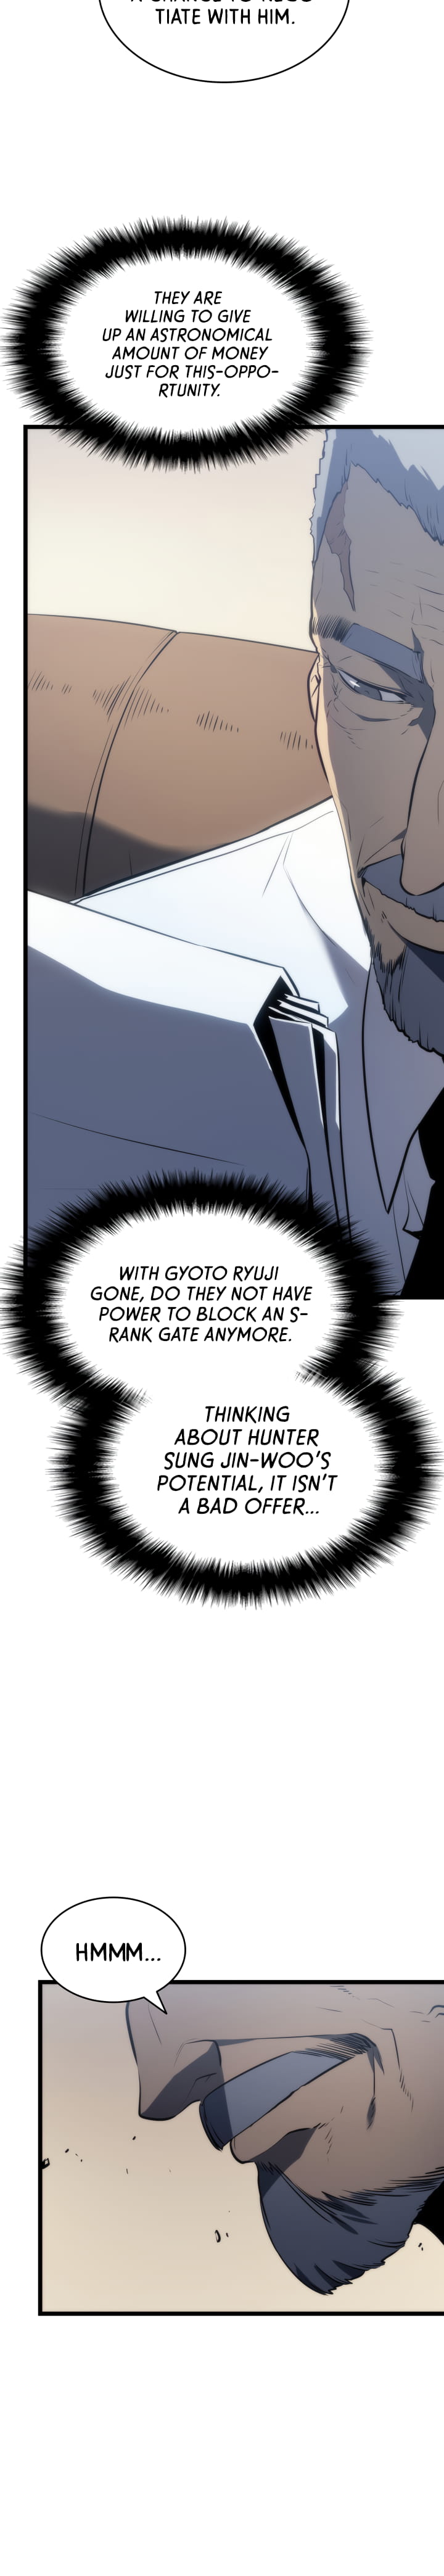 TIATE WITH HIM.
THEY ARE
WILLING TO GIVE
UP AN ASTRONOMICAL
AMOUNT OF MONEY
JUST FOR THIS-OPPO-
RTUNITY.
WITH GYOTO RYUJI
GONE, DO THEY NOT HAVE
POWER TO BLOCK AN S-
RANK GATE ANYMORE.
THINKING
ABOUT HUNTER
SUNG JIN-WOO'S
POTENTIAL, IT ISN'T
A BAD OFFER...
HMMM...